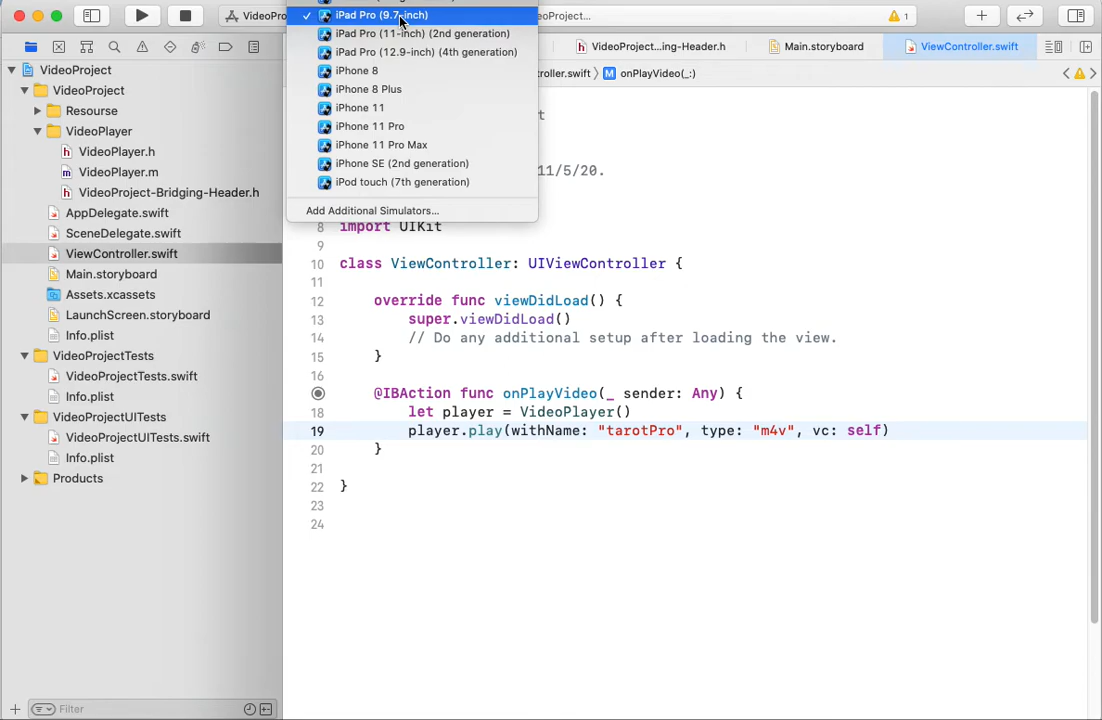 VideoPro
iPad Pro (9.7-inch)
iPad Pro (11-inch) (2nd generation)
iPad Pro (12.9-inch) (4th generation)
iPhone 8
iPhone 8 Plus
iPhone 11
iPhone 11 Pro
iPhone 11 Pro Max
iPhone SE (2nd generation)
iPod touch (7th generation)
Add Additional Simulators...
eoProject...
1
VideoProject...ing-Header.h
Main.storyboard
ViewController.swift
troller.swift
M
onPlayVideo(_:)
VideoProject
VideoProject
Resourse
VideoPlayer
h VideoPlayer.h
m VideoPlayer.m
h VideoProject-Bridging-Header.h
AppDelegate.swift
SceneDelegate.swift
ViewController.swift
Main.storyboard
Assets.xcassets
LaunchScreen.storyboard
Info.plist
VideoProjectTests
VideoProjectTests.swift
Info.plist
VideoProjectUITests
VideoProjectUITests.swift
Info.plist
Products
Filter
t
11/5/20.
8 import UIKit
9
10 class ViewController: UIViewController {
11
12 override func viewDidLoad() {
13 super.viewDidLoad()
14 // Do any additional setup after loading the view.
15 }
16
@IBAction func onPlayVideo(_ sender: Any) {
18 let player = VideoPlayer()
19 player.play(withName: "tarotPro", type: "m4v", vc: self)
20 }
21
22 }
23
24